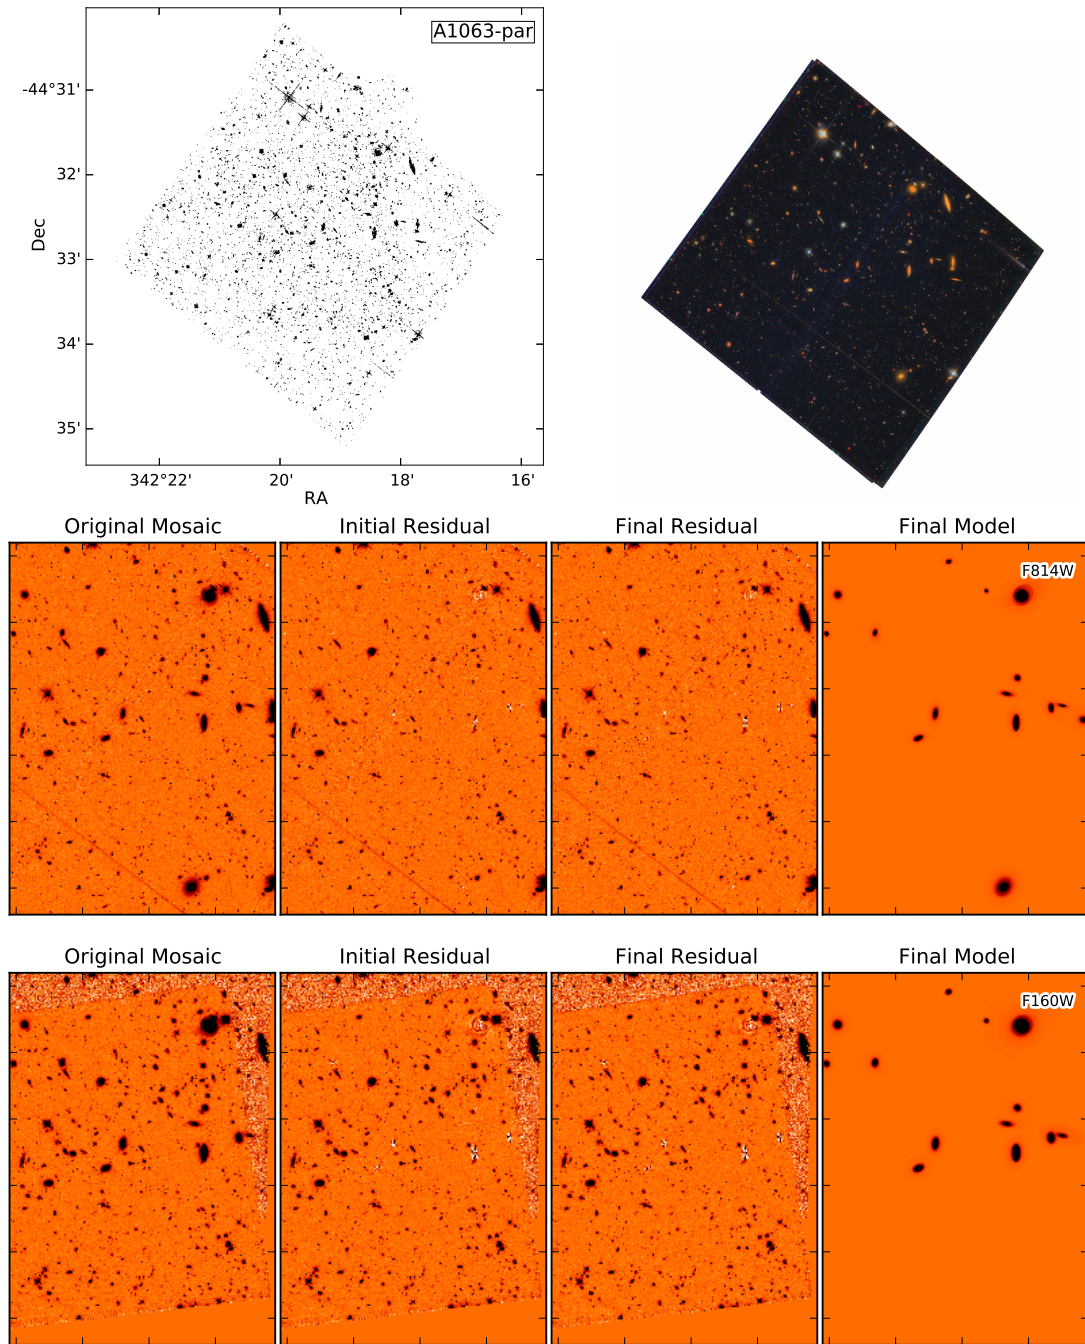 A1063-par
-44°31'
32'
33'
34'
35'
Dec
342°22'
20'
18'
16'
RA
Original Mosaic
Initial Residual
Final Residual
Final Model
F814W
Original Mosaic
Initial Residual
Final Residual
Final Model
F160W